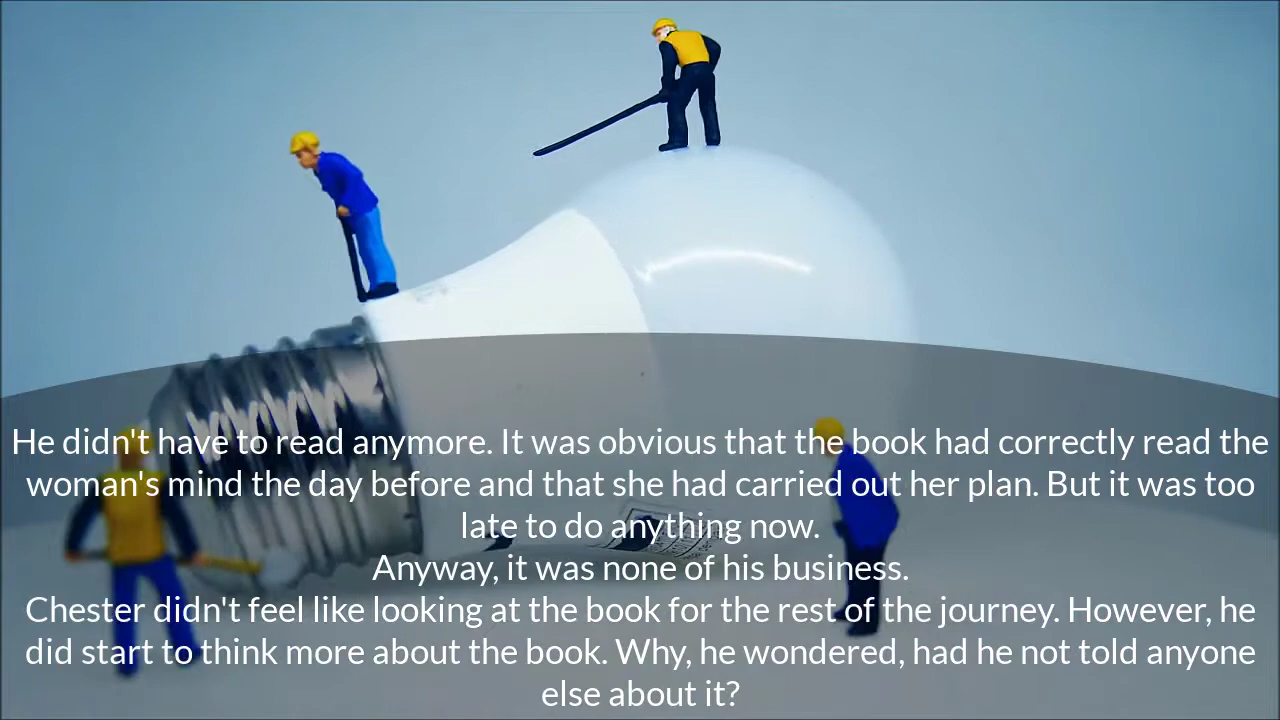 He didn't have to read anymore. It was obvious that the book had correctly read the
woman's mind the day before and that she had carried out her plan. But it was too
late to do anything now.
Anyway, it was none of his business.
Chester didn't feel like looking at the book for the rest of the journey. However, he
did start to think more about the book. Why, he wondered, had he not told anyone
else about it?